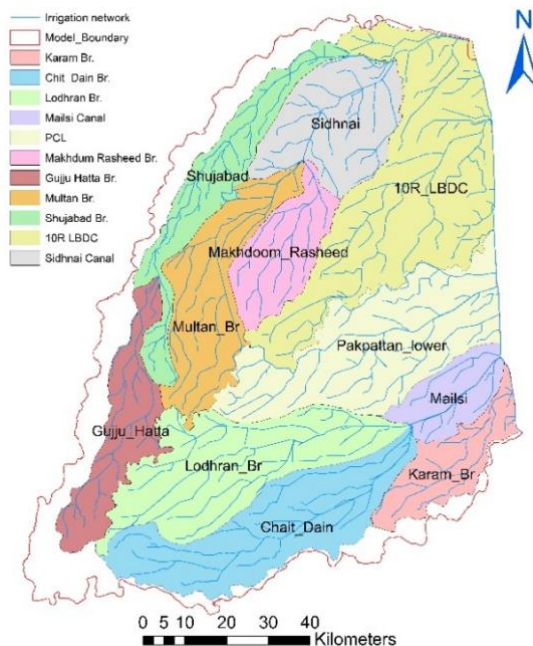 Irrigation network
Model_Boundary
Karam Br.
Chit_Dain Br.
Lodhran Br.
Mailsi Canal
PCL
Makhdum Rasheed Br.
Gujju Hatta Br.
Multan Br.
Shujabad Br.
10R LBDC
Sidhnai Canal
N
Sidhnai
Shujabad
10R_LBDC
Makhdoom_Rasheed
Multan_Br
Pakpattan_lower
Mailsi
Gujju_Hatta
Lodhran_Br
Karam_Br
Chait_Dain
0 5 10 20 30 40
Kilometers